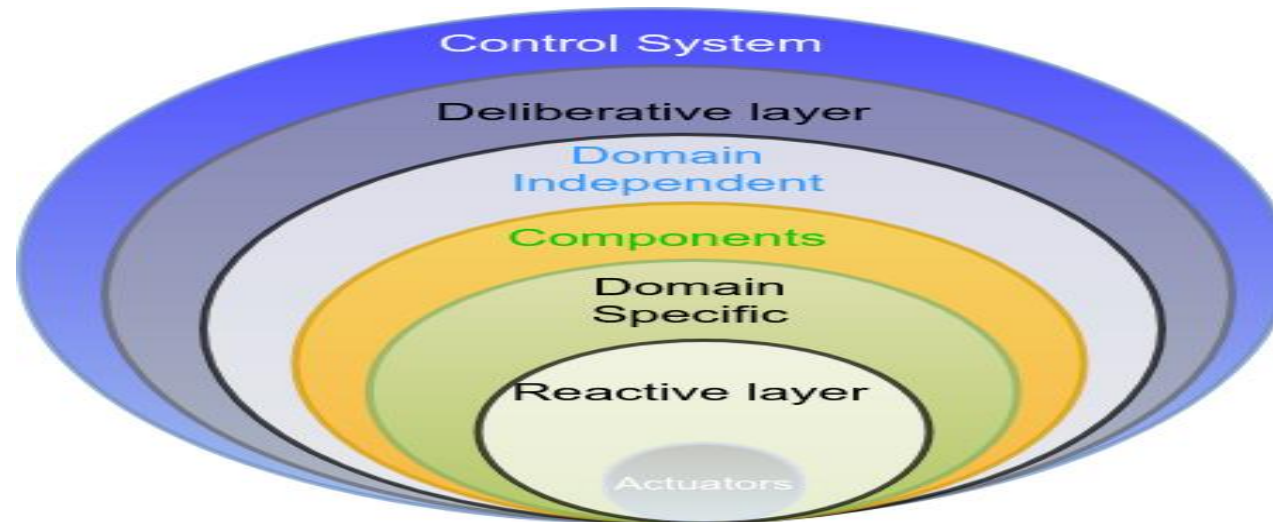 Control System
Deliberative layer
Domain
Independent
Components
Domain
Specific
Reactive layer
Actuators